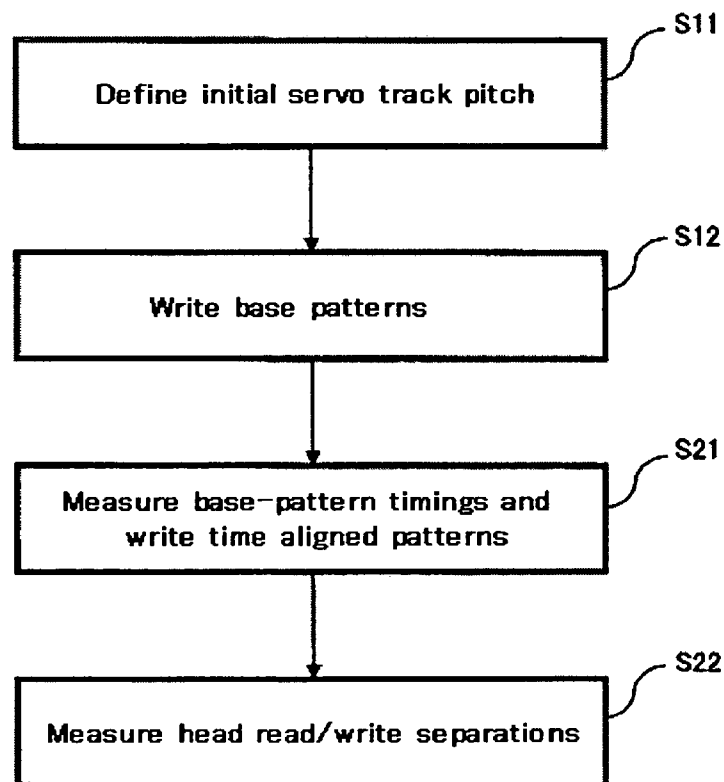 S11
Define initial servo track pitch
S12
Write base patterns
S21
Measure base-pattern timings and
write time aligned patterns
S22
Measure head read/write separations